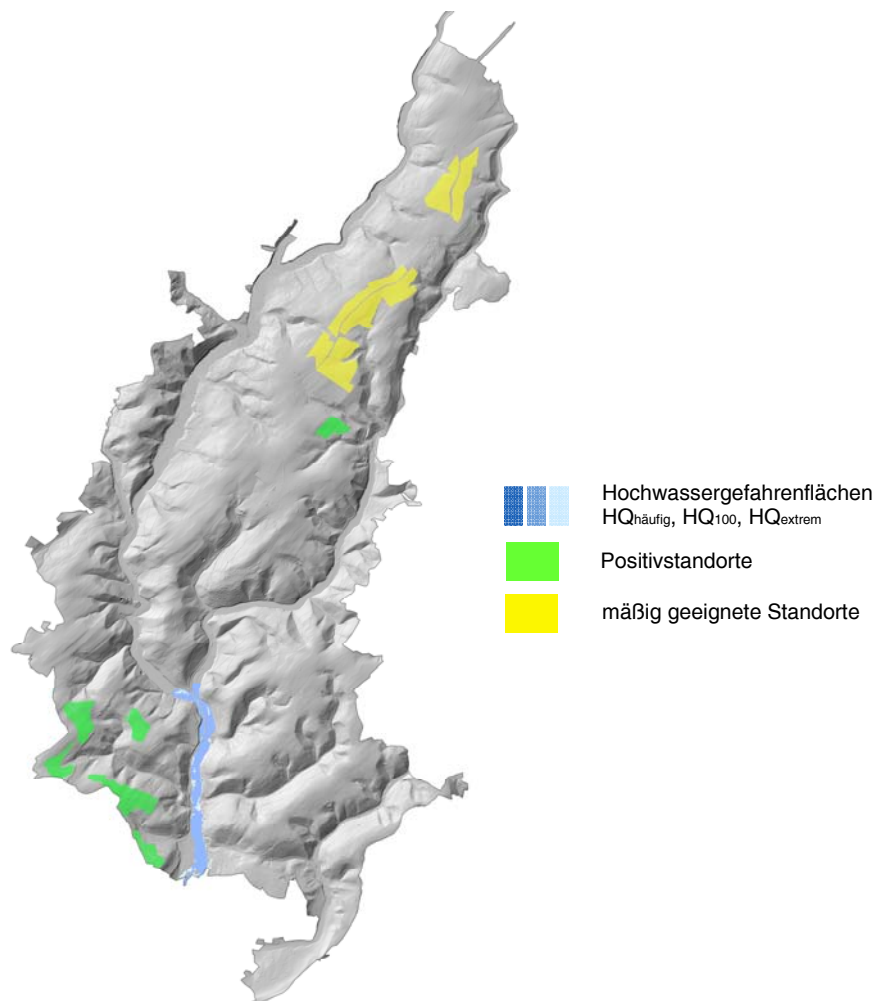 Hochwassergefahrenflächen
HQhäufig, HQ100, HQextrem
Positivstandorte
mäßig geeignete Standorte